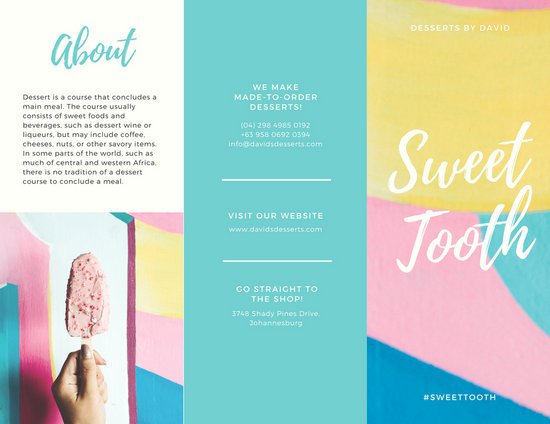 About
Dessert is a course that concludes a
main meal. The course usually
consists of sweet foods and
beverages, such as dessert wine or
liqueurs, but may include coffee,
cheeses, nuts, or other savory items.
In some parts of the world, such as
much of central and western Africa,
there is no tradition of a dessert
course to conclude a meal.
WE MAKE
MADE-TO-ORDER
DESSERTS!
(04) 298 4985 0192
+63 958 0692 0394
info@davidsdesserts.com
VISIT OUR WEBSITE
www.davidsdesserts.com
GO STRAIGHT TO
THE SHOP!
3748 Shady Pines Drive,
Johannesburg
DESSERTS BY DAVID
Sweet
Tooth
#SWEETTOOTH